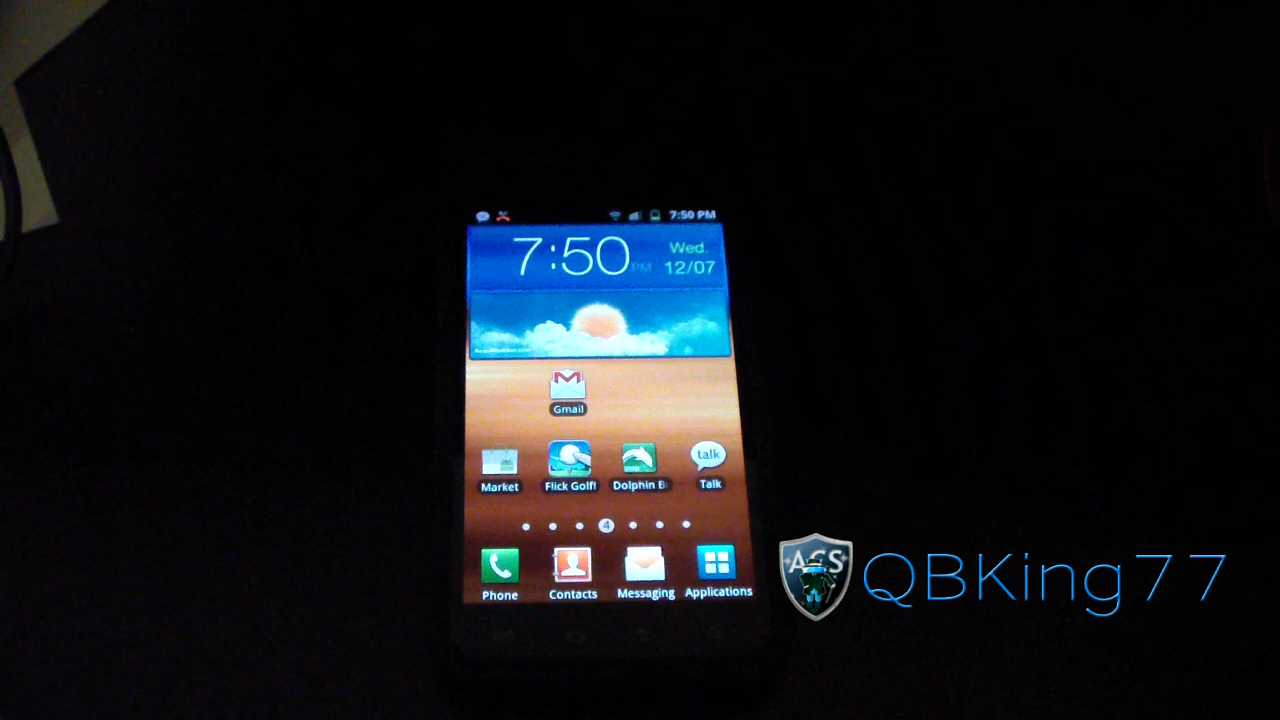 7:50 PM
7:50 PM
Wed.
12/07
Gmail
talk
Market
Flick Golf!
Dolphin B
Talk
4
Phone
Contacts
Messaging
Applications
ACS
QBKing77